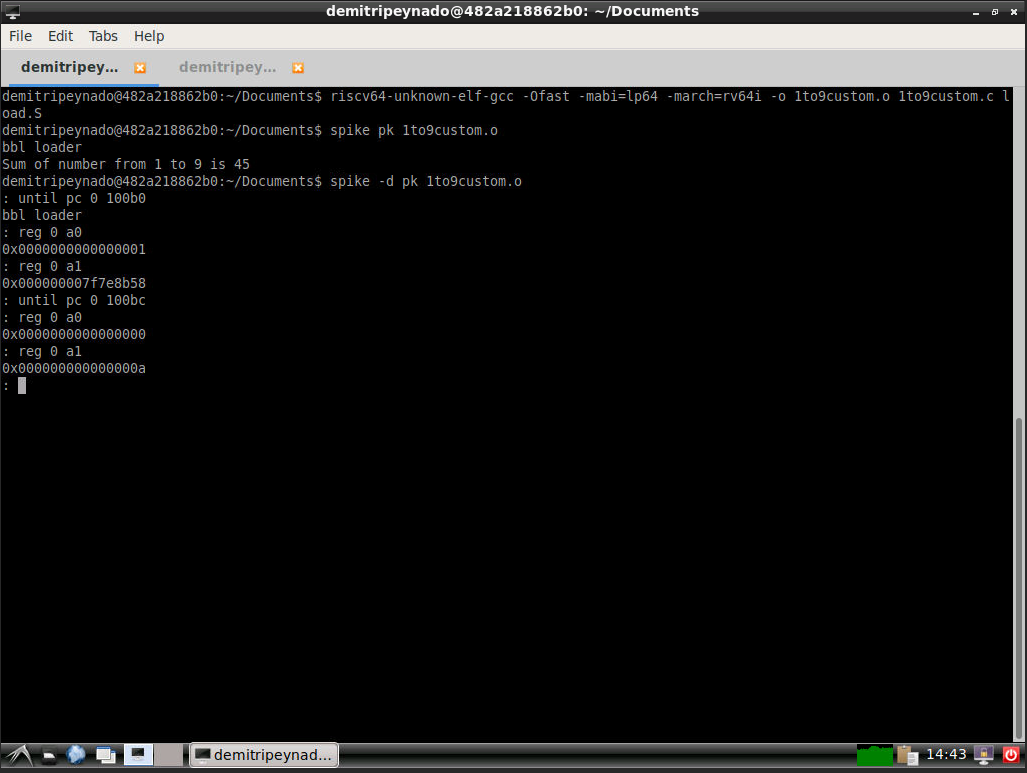 demitripeynado@482a218862b0: ~/Documents
File Edit Tabs Help
demitripey... demitripey...
demitripeynado@482a218862b0:~/Documents$ riscv64-unknown-elf-gcc -Ofast -mabi=lp64 -march=rv64i -o 1to9custom.o 1to9custom.c l
oad.S
demitripeynado@482a218862b0:~/Documents$ spike pk 1to9custom.o
bbl loader
Sum of number from 1 to 9 is 45
demitripeynado@482a218862b0:~/Documents$ spike -d pk 1to9custom.o
: until pc 0 100b0
bbl loader
: reg 0 a0
0x0000000000000001
: reg 0 a1
0x000000007f7e8b58
: until pc 0 100bc
: reg 0 a0
0x0000000000000000
: reg 0 a1
0x000000000000000a
:
demitripeynad... 14:43